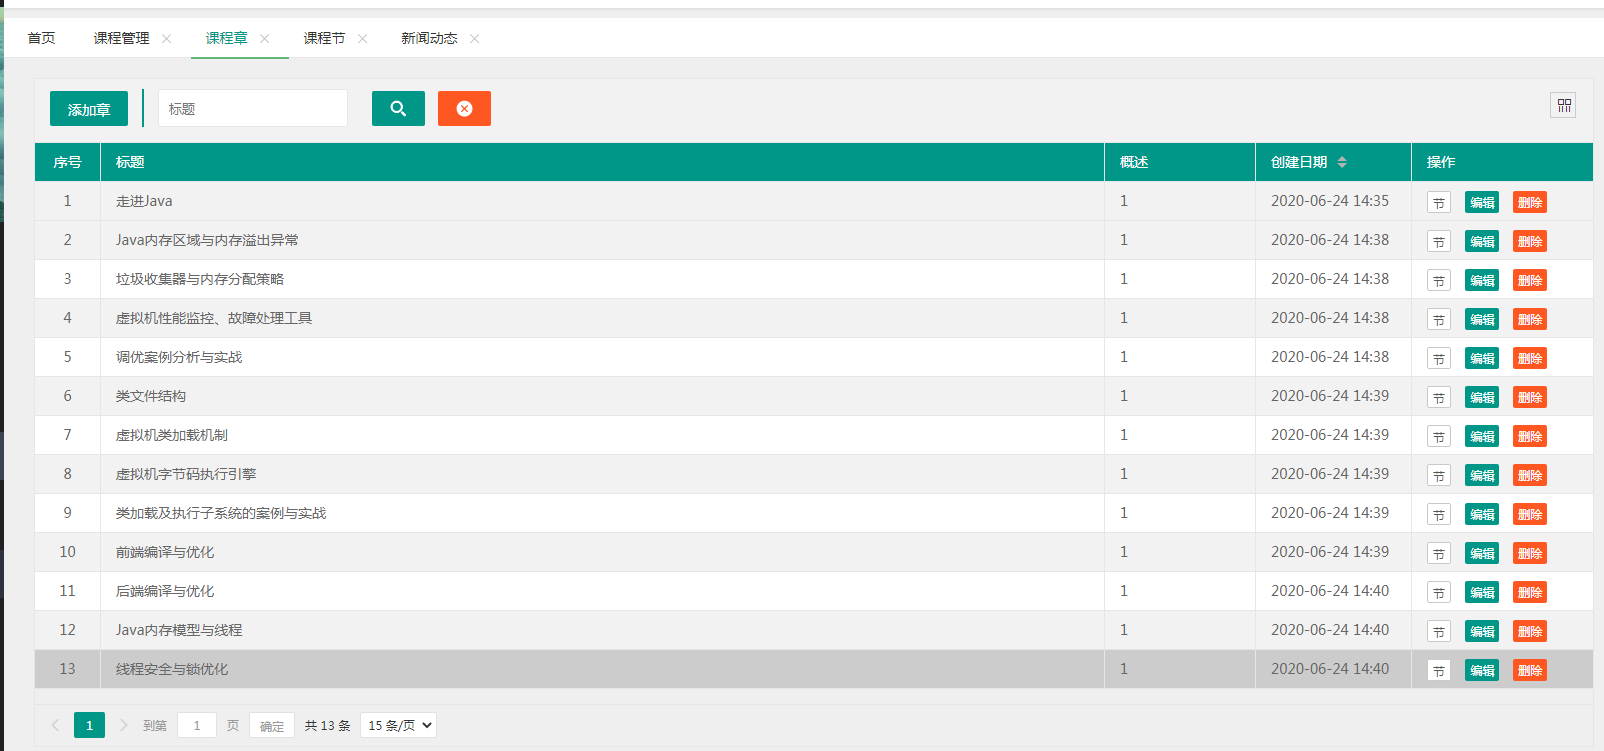 首页 课程管理 课程章 课程节 新闻动态
添加章 标题
序号 标题 概述 创建日期 操作
1 走进Java 1 2020-06-24 14:35 节 编辑 删除
2 Java内存区域与内存溢出异常 1 2020-06-24 14:38 节 编辑 删除
3 垃圾收集器与内存分配策略 1 2020-06-24 14:38 节 编辑 删除
4 虚拟机性能监控、故障处理工具 1 2020-06-24 14:38 节 编辑 删除
5 调优案例分析与实战 1 2020-06-24 14:38 节 编辑 删除
6 类文件结构 1 2020-06-24 14:39 节 编辑 删除
7 虚拟机类加载机制 1 2020-06-24 14:39 节 编辑 删除
8 虚拟机字节码执行引擎 1 2020-06-24 14:39 节 编辑 删除
9 类加载及执行子系统的案例与实战 1 2020-06-24 14:39 节 编辑 删除
10 前端编译与优化 1 2020-06-24 14:39 节 编辑 删除
11 后端编译与优化 1 2020-06-24 14:40 节 编辑 删除
12 Java内存模型与线程 1 2020-06-24 14:40 节 编辑 删除
13 线程安全与锁优化 1 2020-06-24 14:40 节 编辑 删除
1 到第 1 页 确定 共 13 条 15 条/页